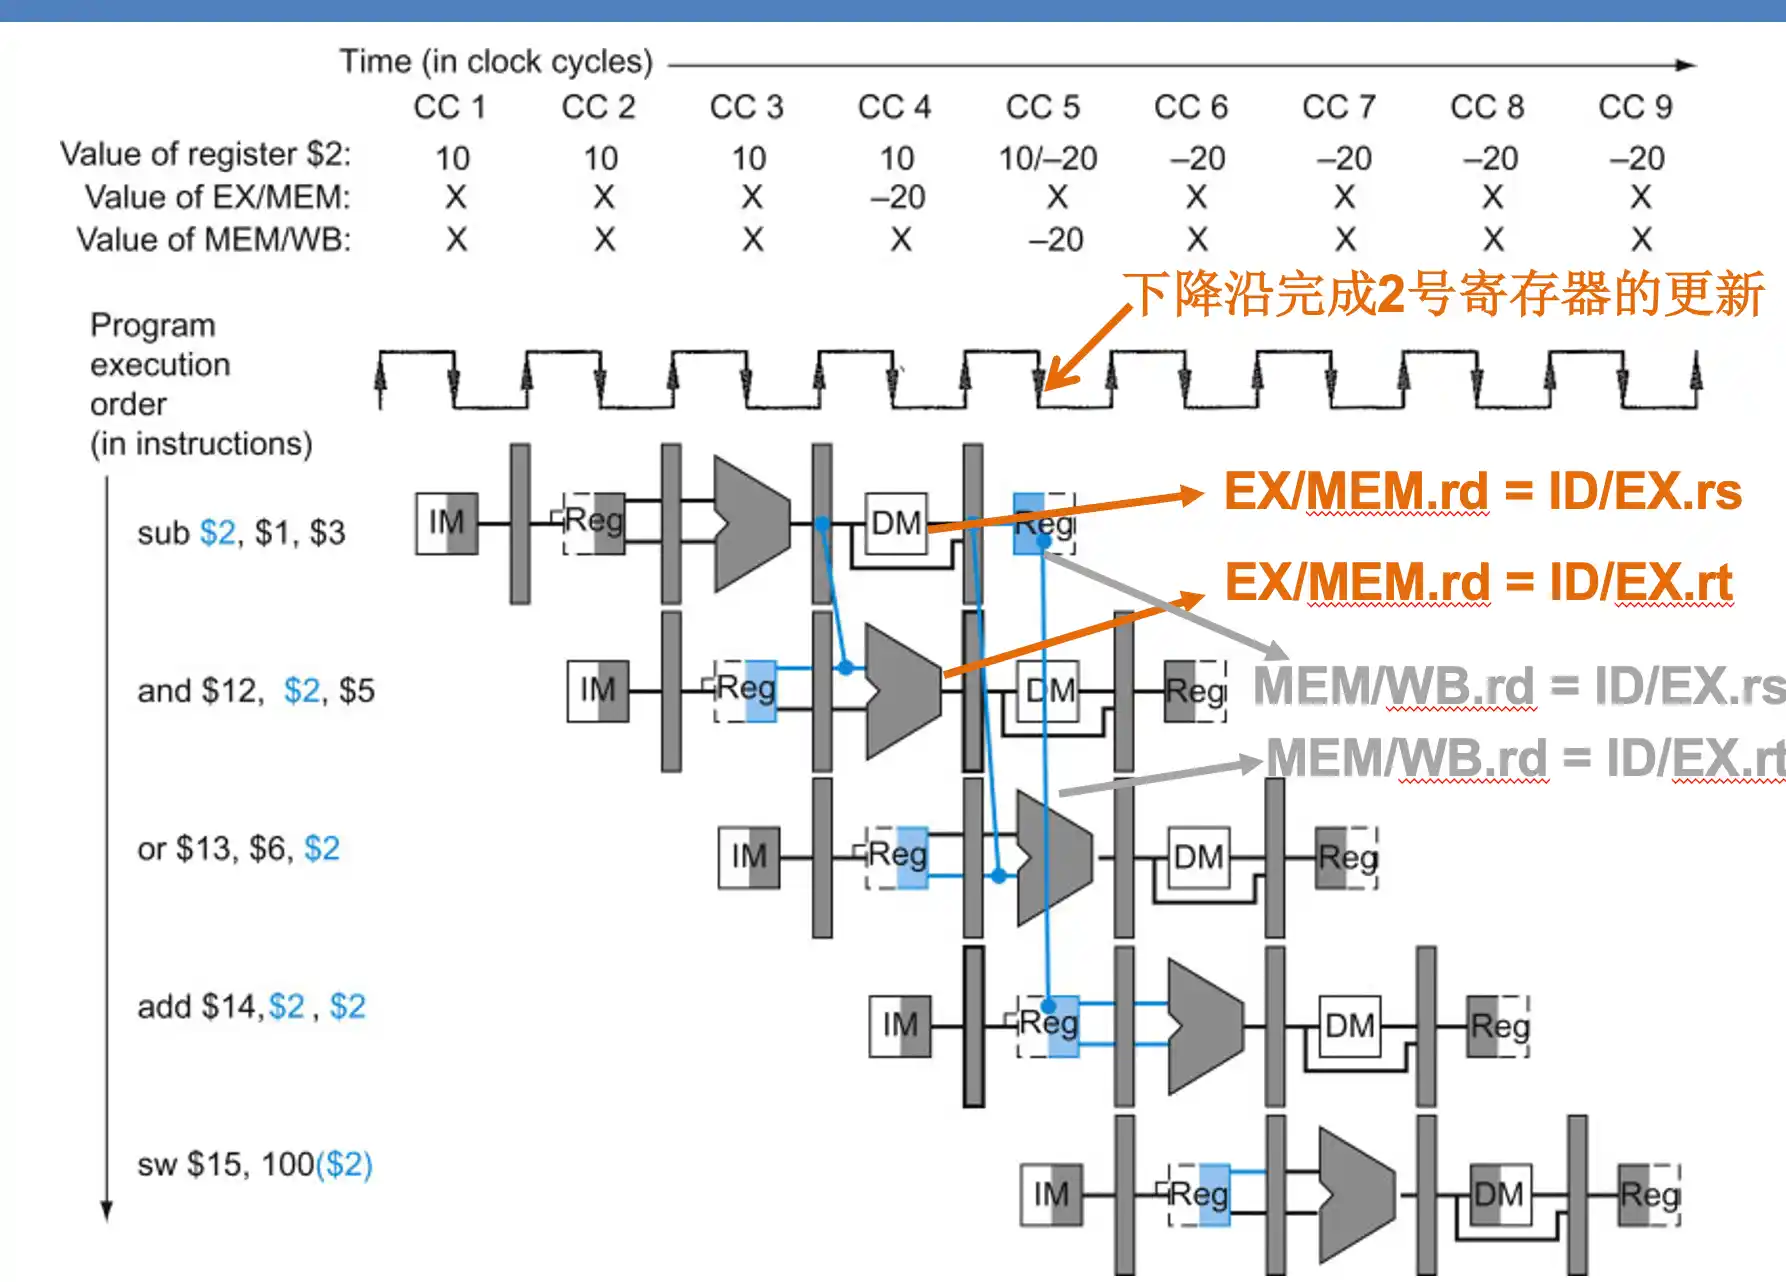 Time (in clock cycles)
CC 1 CC 2 CC 3 CC 4 CC 5 CC 6 CC 7 CC 8 CC 9
Value of register $2: 10 10 10 10 10/–20 –20 –20 –20 –20
Value of EX/MEM: X X X –20 X X X X X
Value of MEM/WB: X X X X –20 X X X X
下降沿完成2号寄存器的更新
Program
execution
order
(in instructions)
sub $2, $1, $3
IM Reg DM Reg
EX/MEM.rd = ID/EX.rs
EX/MEM.rd = ID/EX.rt
and $12, $2, $5
IM Reg DM Reg
MEM/WB.rd = ID/EX.rs
MEM/WB.rd = ID/EX.rt
or $13, $6, $2
IM Reg DM Reg
add $14, $2 , $2
IM Reg DM Reg
sw $15, 100($2)
IM Reg DM Reg